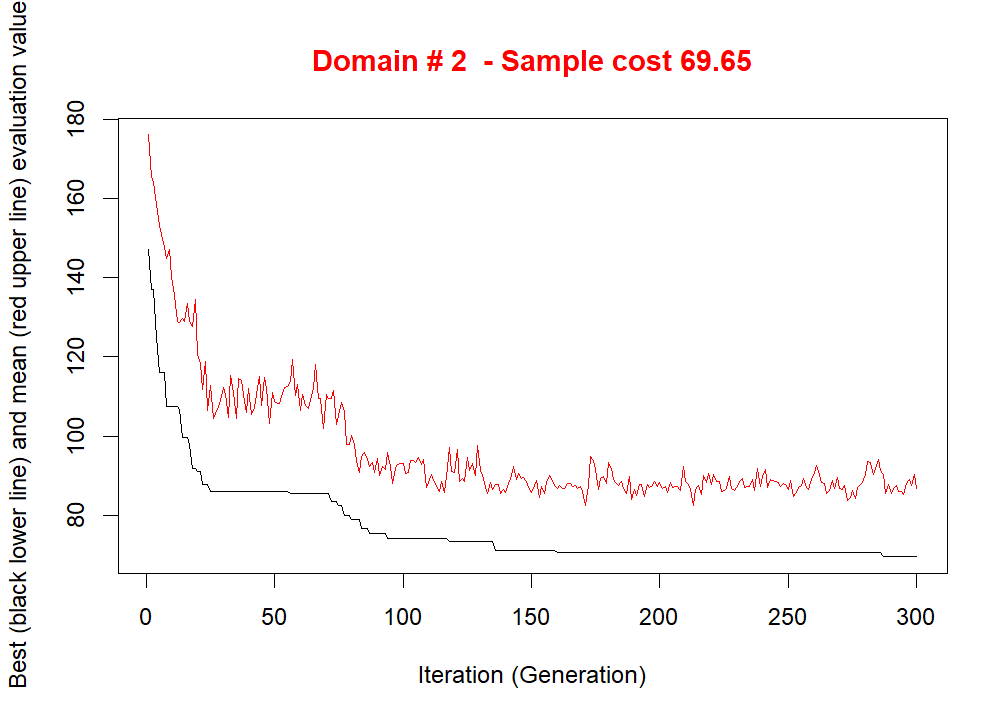 Domain # 2  - Sample cost 69.65
Best (black lower line) and mean (red upper line) evaluation value
180
160
140
120
100
80
0 50 100 150 200 250 300
Iteration (Generation)